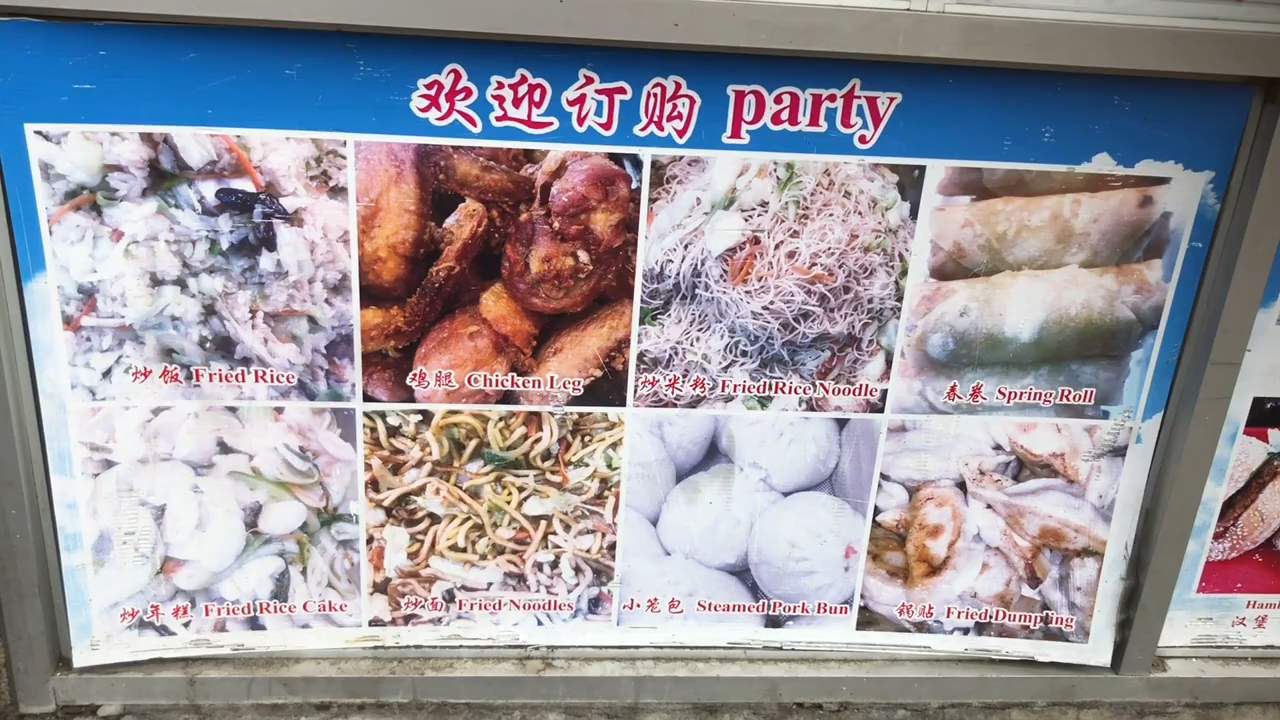 欢迎订购 party
炒饭 Fried Rice
鸡腿 Chicken Leg
炒米粉 Fried Rice Noodle
春卷 Spring Roll
炒年糕 Fried Rice Cake
炒面 Fried Noodles
小笼包 Steamed Pork Bun
锅贴 Fried Dumpling
汉堡